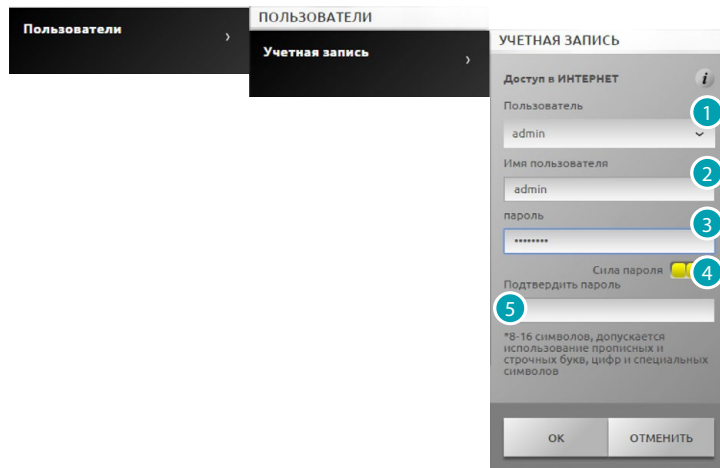 Пользователи
ПОЛЬЗОВАТЕЛИ
Учетная запись
УЧЕТНАЯ ЗАПИСЬ
Доступ в ИНТЕРНЕТ i
Пользователь
1
admin
Имя пользователя
2
admin
пароль
3
••••••••
Сила пароля 4
Подтвердить пароль
5
*8-16 символов, допускается
использование прописных и
строчных букв, цифр и специальных
символов
ОК ОТМЕНИТЬ